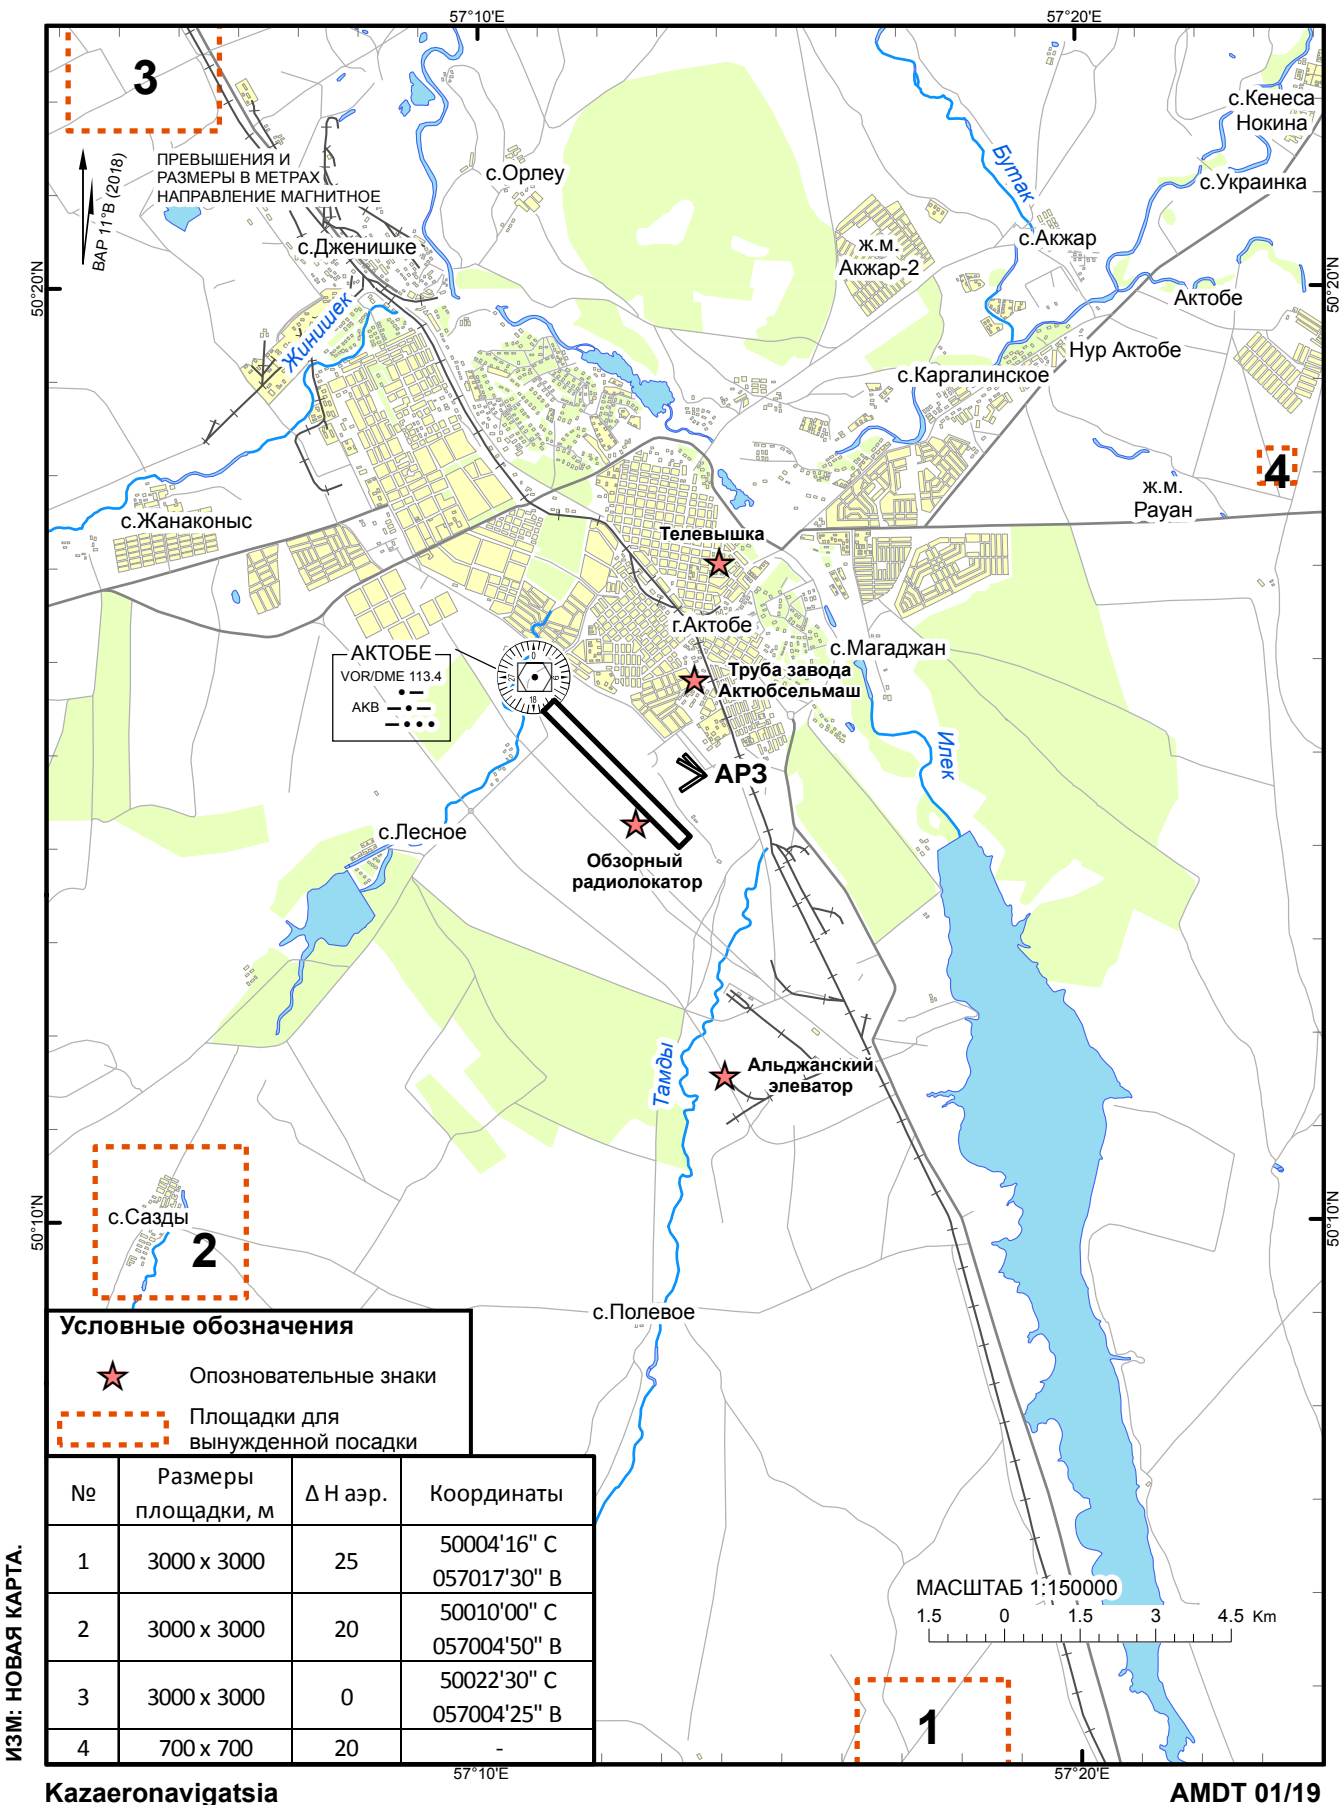 57°10'E
57°20'E
3
ПРЕВЫШЕНИЯ И
РАЗМЕРЫ В МЕТРАХ
НАПРАВЛЕНИЕ МАГНИТНОЕ
ВАР 11°В (2018)
с.Кенеса
Нокина
Бутак
с.Орлеу
с.Украинка
с.Дженишке
ж.м.
Акжар-2
с.Акжар
50°20'N
50°20'N
Актобе
Жинишек
Нур Актобе
с.Каргалинское
4
ж.м.
Рауан
с.Жанаконыс
Телевышка
г.Актобе
с.Магаджан
АКТОБЕ
VOR/DME 113.4
АКВ
0
9
18
27
Труба завода
Актюбсельмаш
Илек
АРЗ
с.Лесное
Обзорный
радиолокатор
Тамды
Альджанский
элеватор
50°10'N
50°10'N
с.Сазды
2
с.Полевое
Условные обозначения
Опозновательные знаки
Площадки для
вынужденной посадки
№ Размеры площадки, м Δ Н аэр. Координаты
1 3000 x 3000 25 50004'16" С
057017'30" В
2 3000 x 3000 20 50010'00" С
057004'50" В
3 3000 x 3000 0 50022'30" С
057004'25" В
4 700 x 700 20 -
МАСШТАБ 1:150000
1.5 0 1.5 3 4.5 Km
1
ИЗМ: НОВАЯ КАРТА.
57°10'E
57°20'E
Kazaeronavigatsia
AMDT 01/19